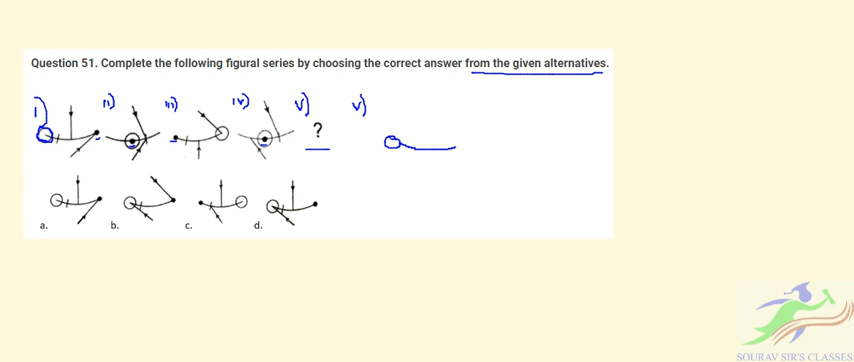 Question 51. Complete the following figural series by choosing the correct answer from the given alternatives.
i) ii) iii) iv) v) v)
?
a. b. c. d.
SOURAV SIR'S CLASSES